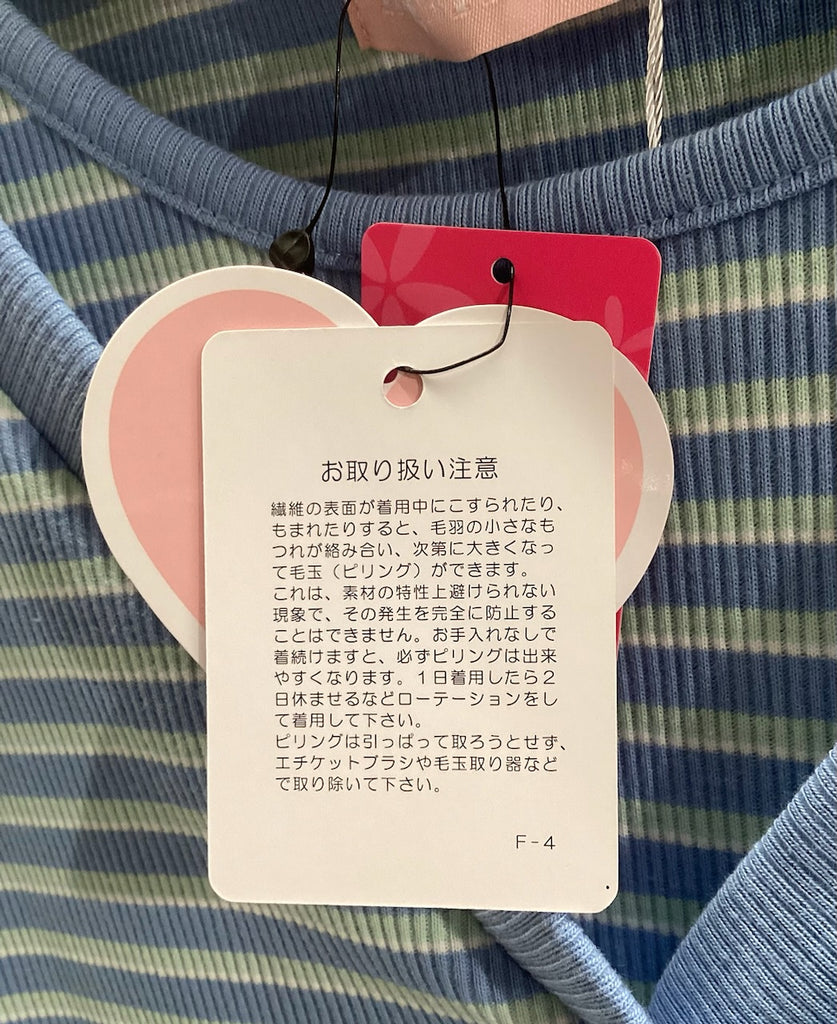 お取り扱い注意
繊維の表面が着用中にこすられたり、
もまれたりすると、毛羽の小さなも
つれが絡み合い、次第に大きくなっ
て毛玉（ピリング）ができます。
これは、素材の特性上避けられない
現象で、その発生を完全に防止する
ことはできません。お手入れなしで
着続けますと、必ずピリングは出来
やすくなります。１日着用したら２
日休ませるなどローテーションをし
て着用して下さい。
ピリングは引っぱって取ろうとせず、
エチケットブラシや毛玉取り器など
で取り除いて下さい。
Ｆ－４